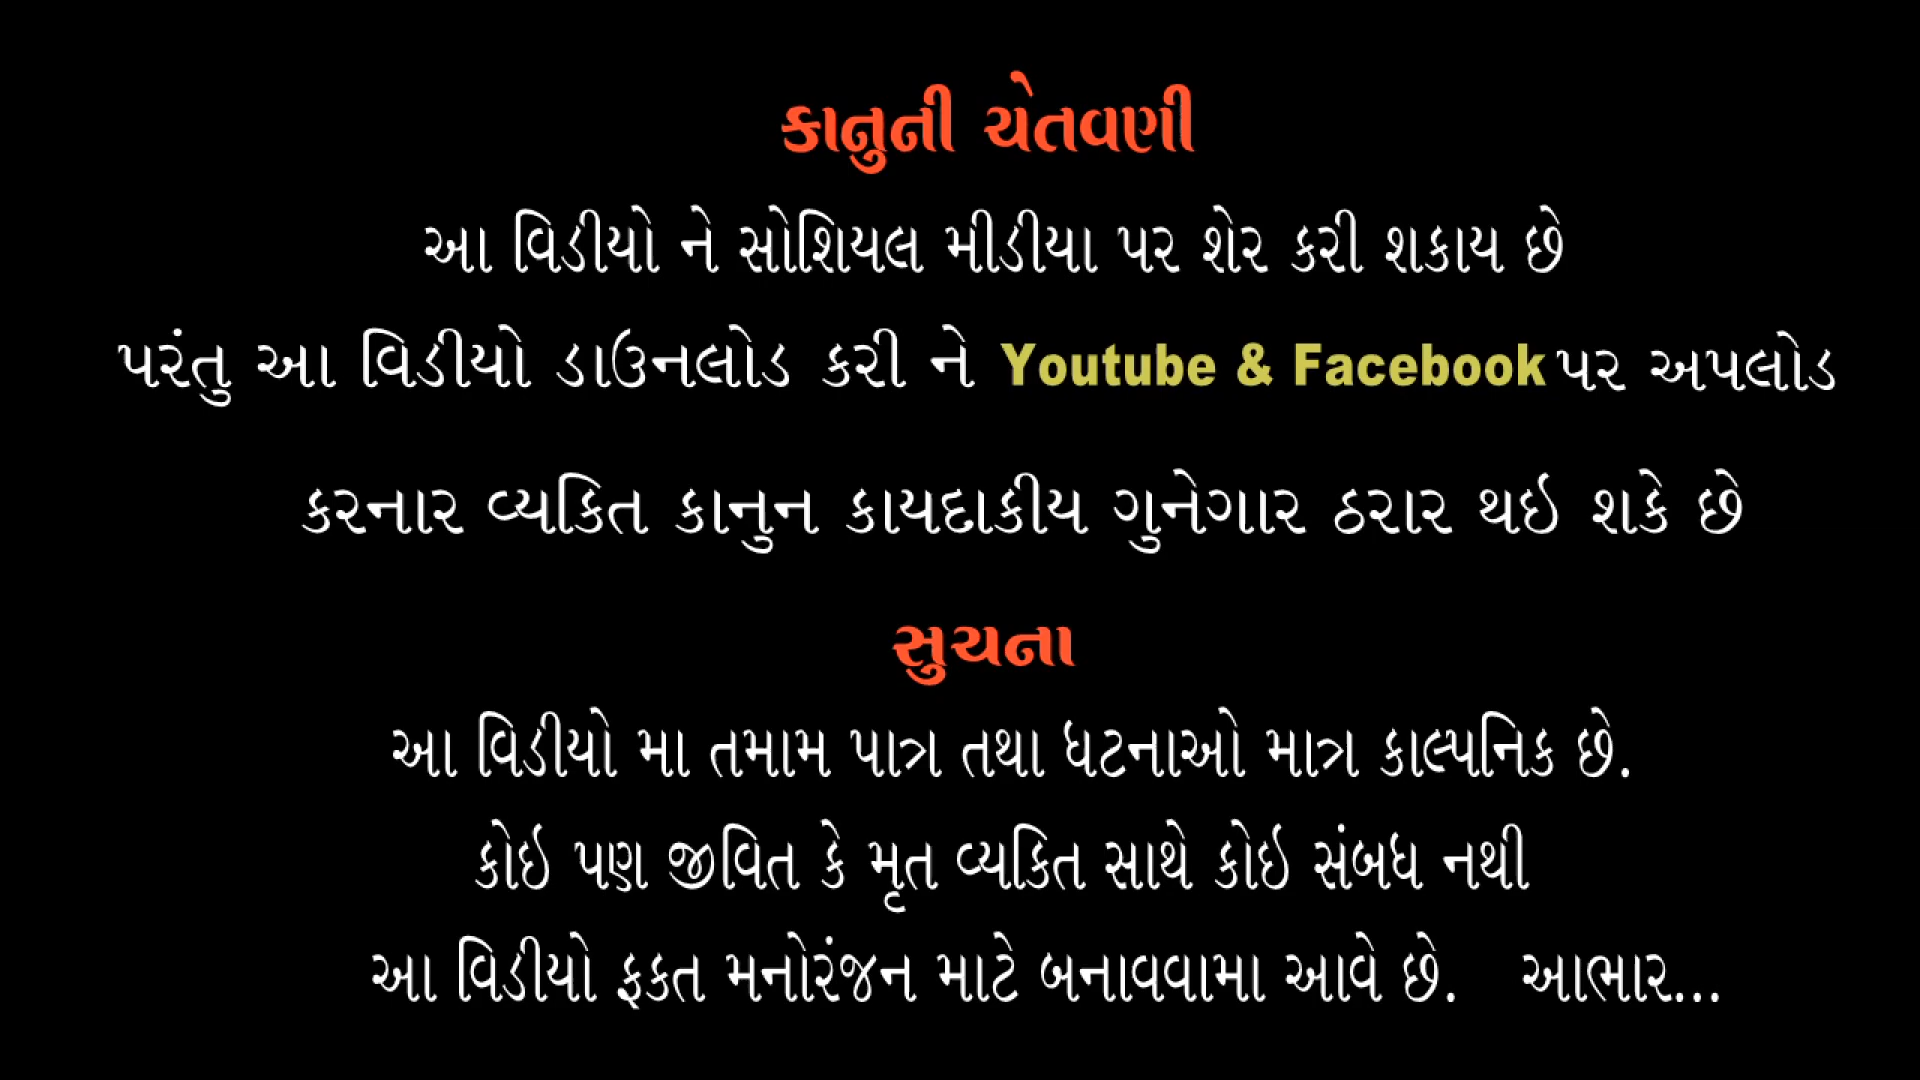 કાનુની ચેતવણી
આ વિડીયો ને સોશિયલ મીડીયા પર શેર કરી શકાય છે
પરંતુ આ વિડીયો ડાઉનલોડ કરી ને Youtube & Facebook પર અપલોડ
કરનાર વ્યકિત કાનુન કાયદાકીય ગુનેગાર ઠરાર થઇ શકે છે
સુચના
આ વિડીયો મા તમામ પાત્ર તથા ધટનાઓ માત્ર કાલ્પનિક છે.
કોઇ પણ જીવિત કે મૃત વ્યકિત સાથે કોઇ સંબધ નથી
આ વિડીયો ફકત મનોરંજન માટે બનાવવામા આવે છે. આભાર...